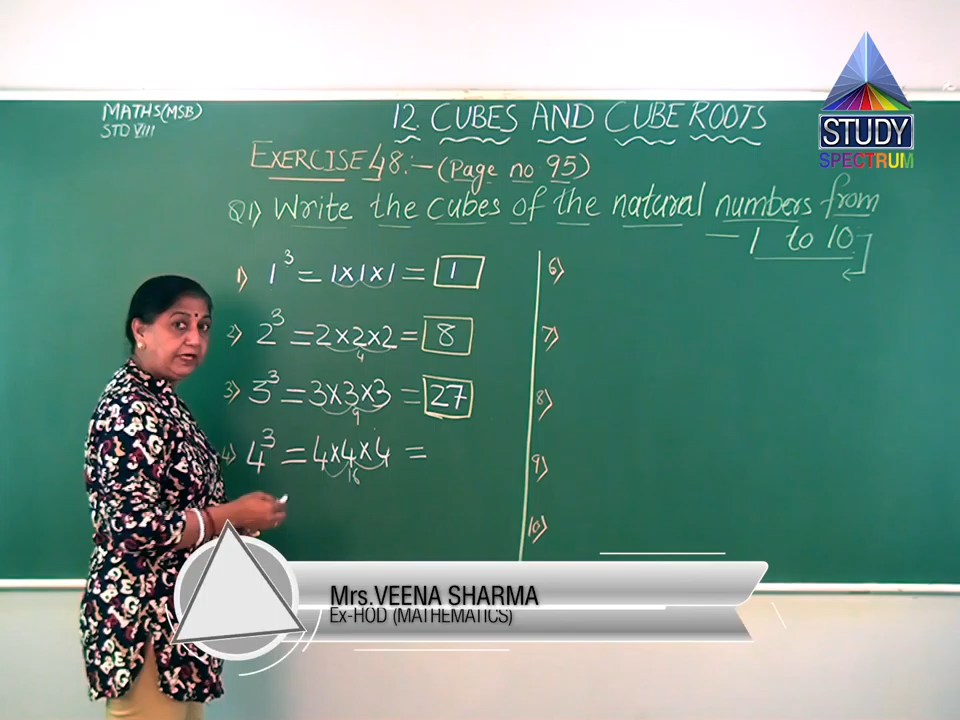 MATHS(MSB)
STD VIII
12. CUBES AND CUBE ROOTS
STUDY
SPECTRUM
EXERCISE 48:-(Page no 95)
Q1) Write the cubes of the natural numbers from
— 1 to 10
1) 1³ = 1×1×1 = 1
2) 2³ = 2×2×2 = 8
4
3) 3³ = 3×3×3 = 27
9
4) 4³ = 4×4×4 =
16
6)
7)
8)
9)
10)
Mrs.VEENA SHARMA
Ex-HOD (MATHEMATICS)